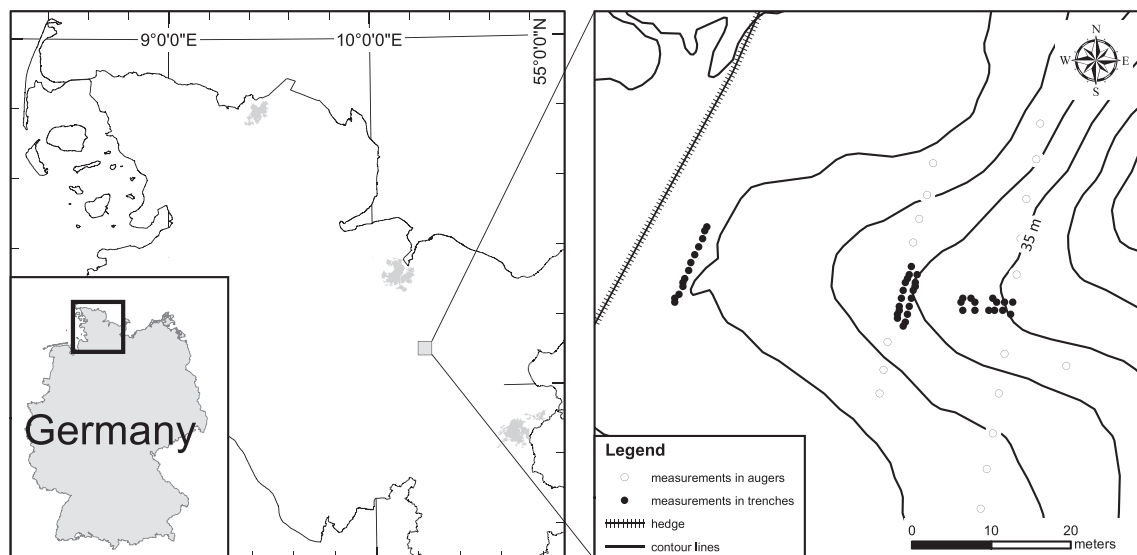 9°0'0"E
10°0'0"E
55°0'0"N
Germany
N
W
E
S
35 m
Legend
measurements in augers
measurements in trenches
hedge
contour lines
0
10
20
meters